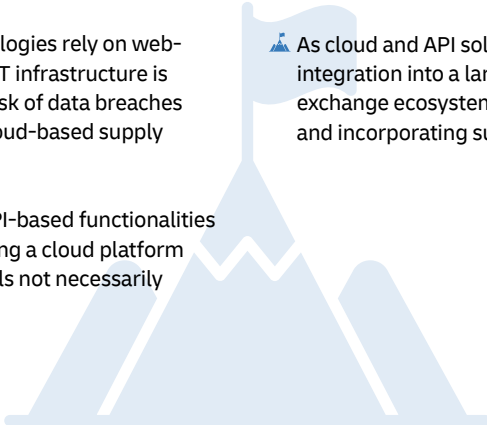 logies rely on web-
T infrastructure is
sk of data breaches
oud-based supply
PI-based functionalities
ng a cloud platform
ls not necessarily
As cloud and API sol
integration into a lar
exchange ecosystem
and incorporating su